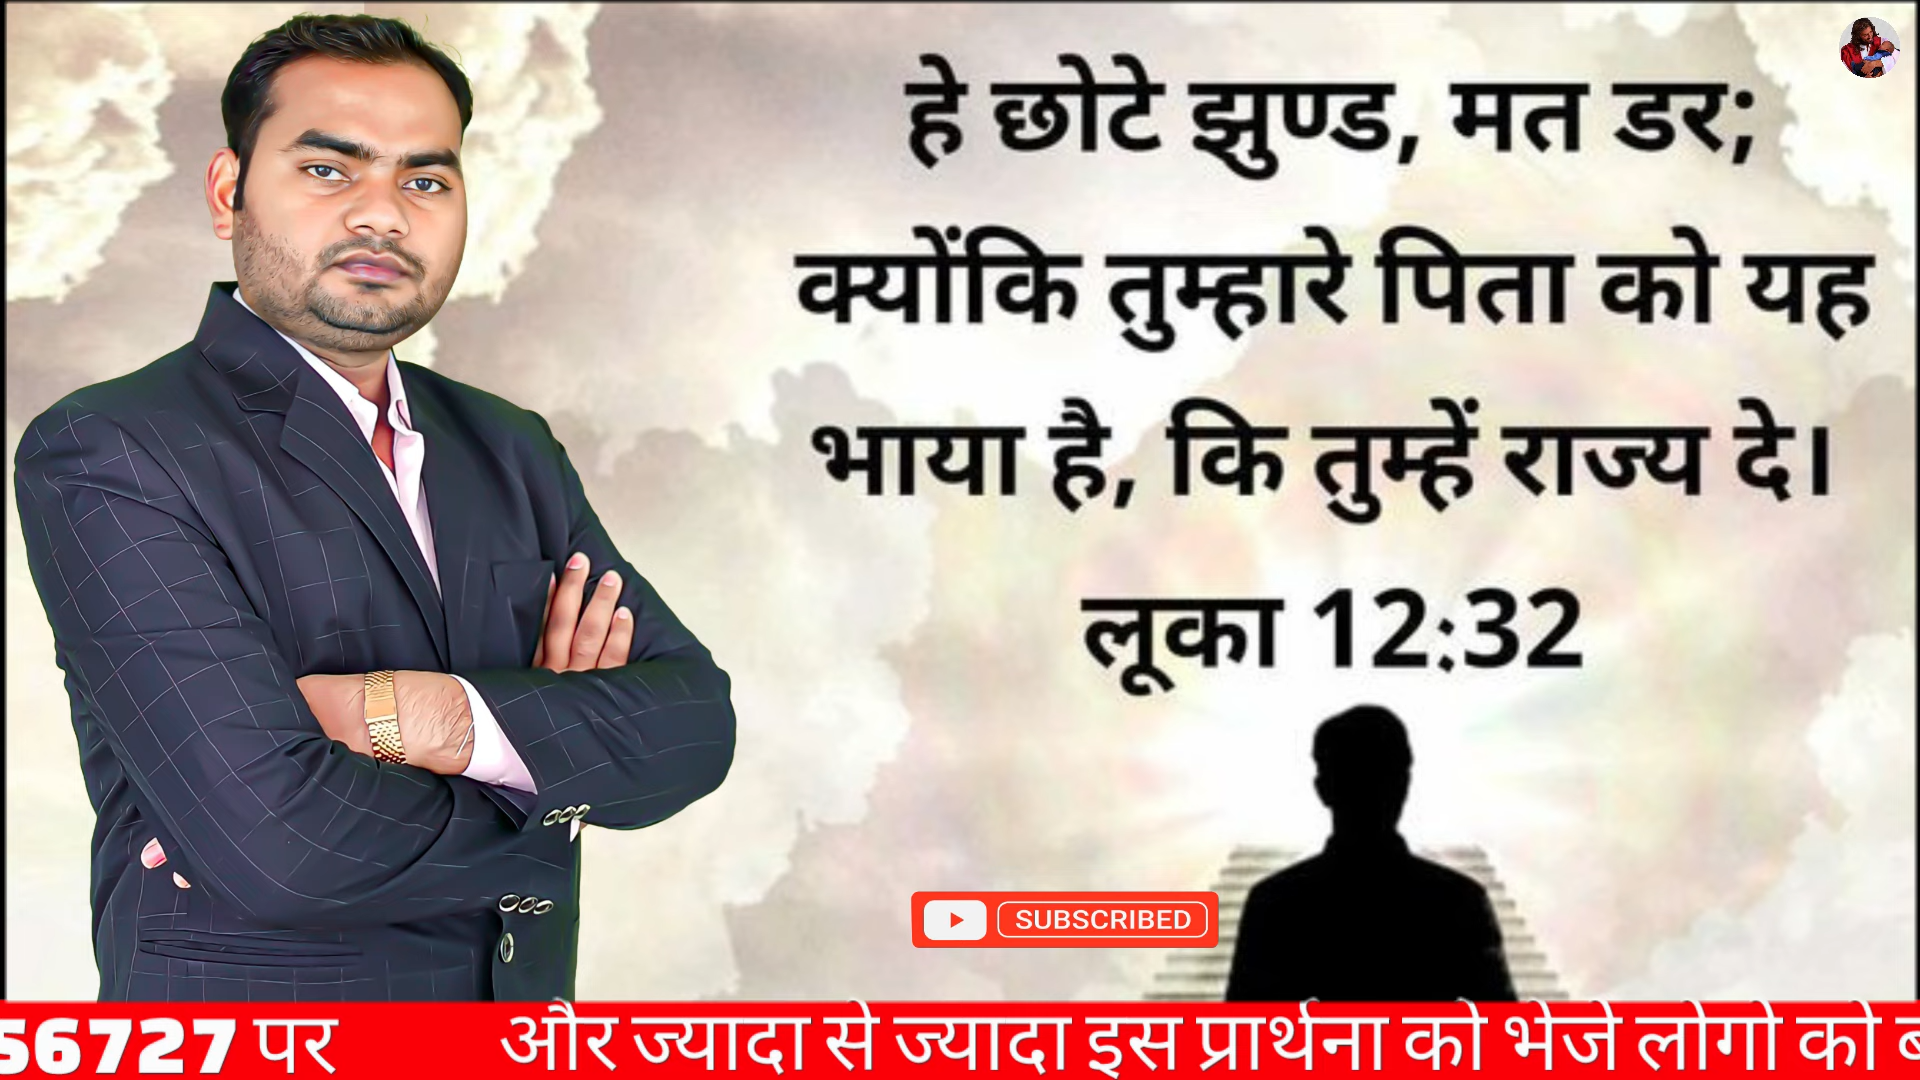 हे छोटे झुण्ड, मत डर;
क्योंकि तुम्हारे पिता को यह
भाया है, कि तुम्हें राज्य दे।
लूका 12:32
SUBSCRIBED
56727 पर और ज्यादा से ज्यादा इस प्रार्थना को भेजे लोगो को